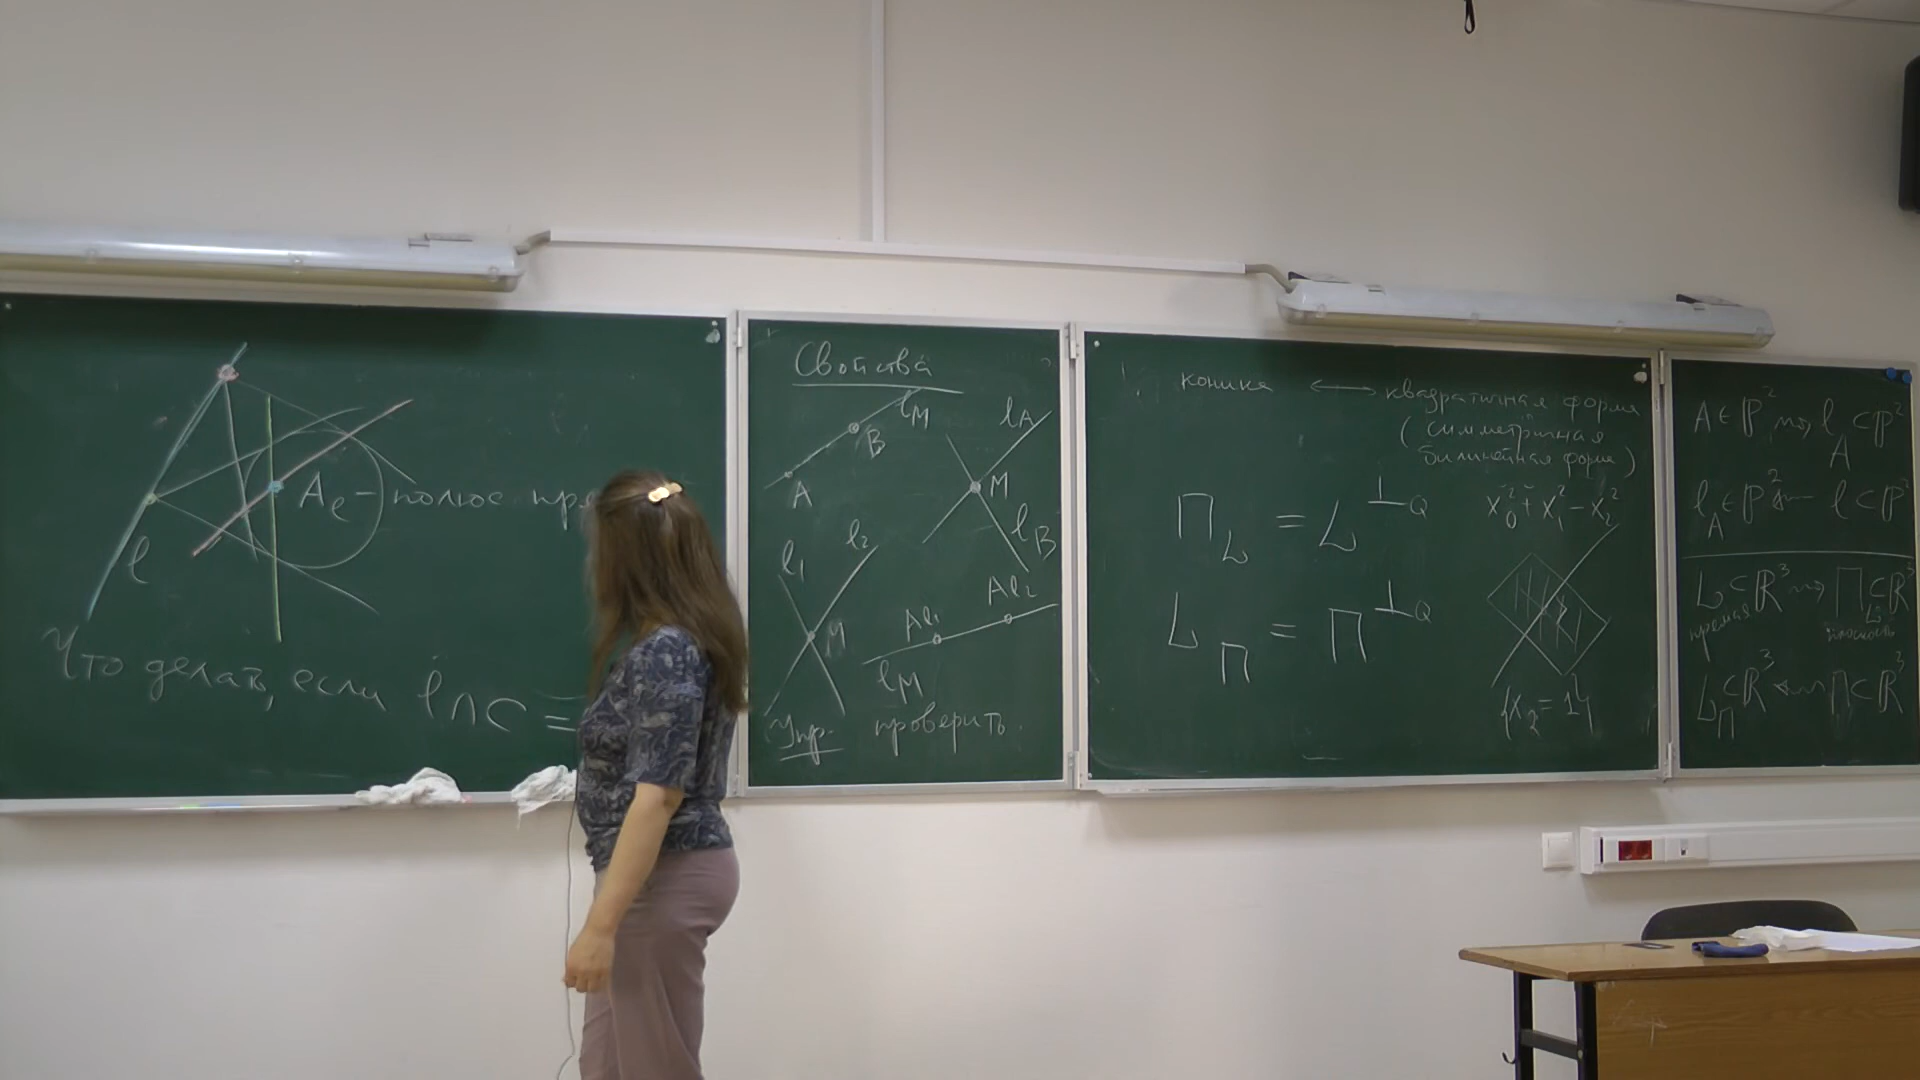 A_l - полюс
l
Что делать, если l∩C =
Свойства
l_M
B
A
l_A
M
l_B
l_1
l_2
M
A_{l_1}
A_{l_2}
l_M
Упр. проверить.
коника ⟷ квадратичная форма
(симметричная
билинейная форма)
Π_L = L^{⊥_Q}
L_Π = Π^{⊥_Q}
x_0^2 + x_1^2 - x_2^2
{x_2 = 1}
A ∈ ℙ^2 ⇝ l_A ⊂ ℙ^2
l_A ∈ ℙ^2 ⇜ l ⊂ ℙ^2
L ⊂ ℝ^3 ⇝ Π_L ⊂ ℝ^3
прямая плоскость
L_Π ⊂ ℝ^3 ⇜ Π ⊂ ℝ^3